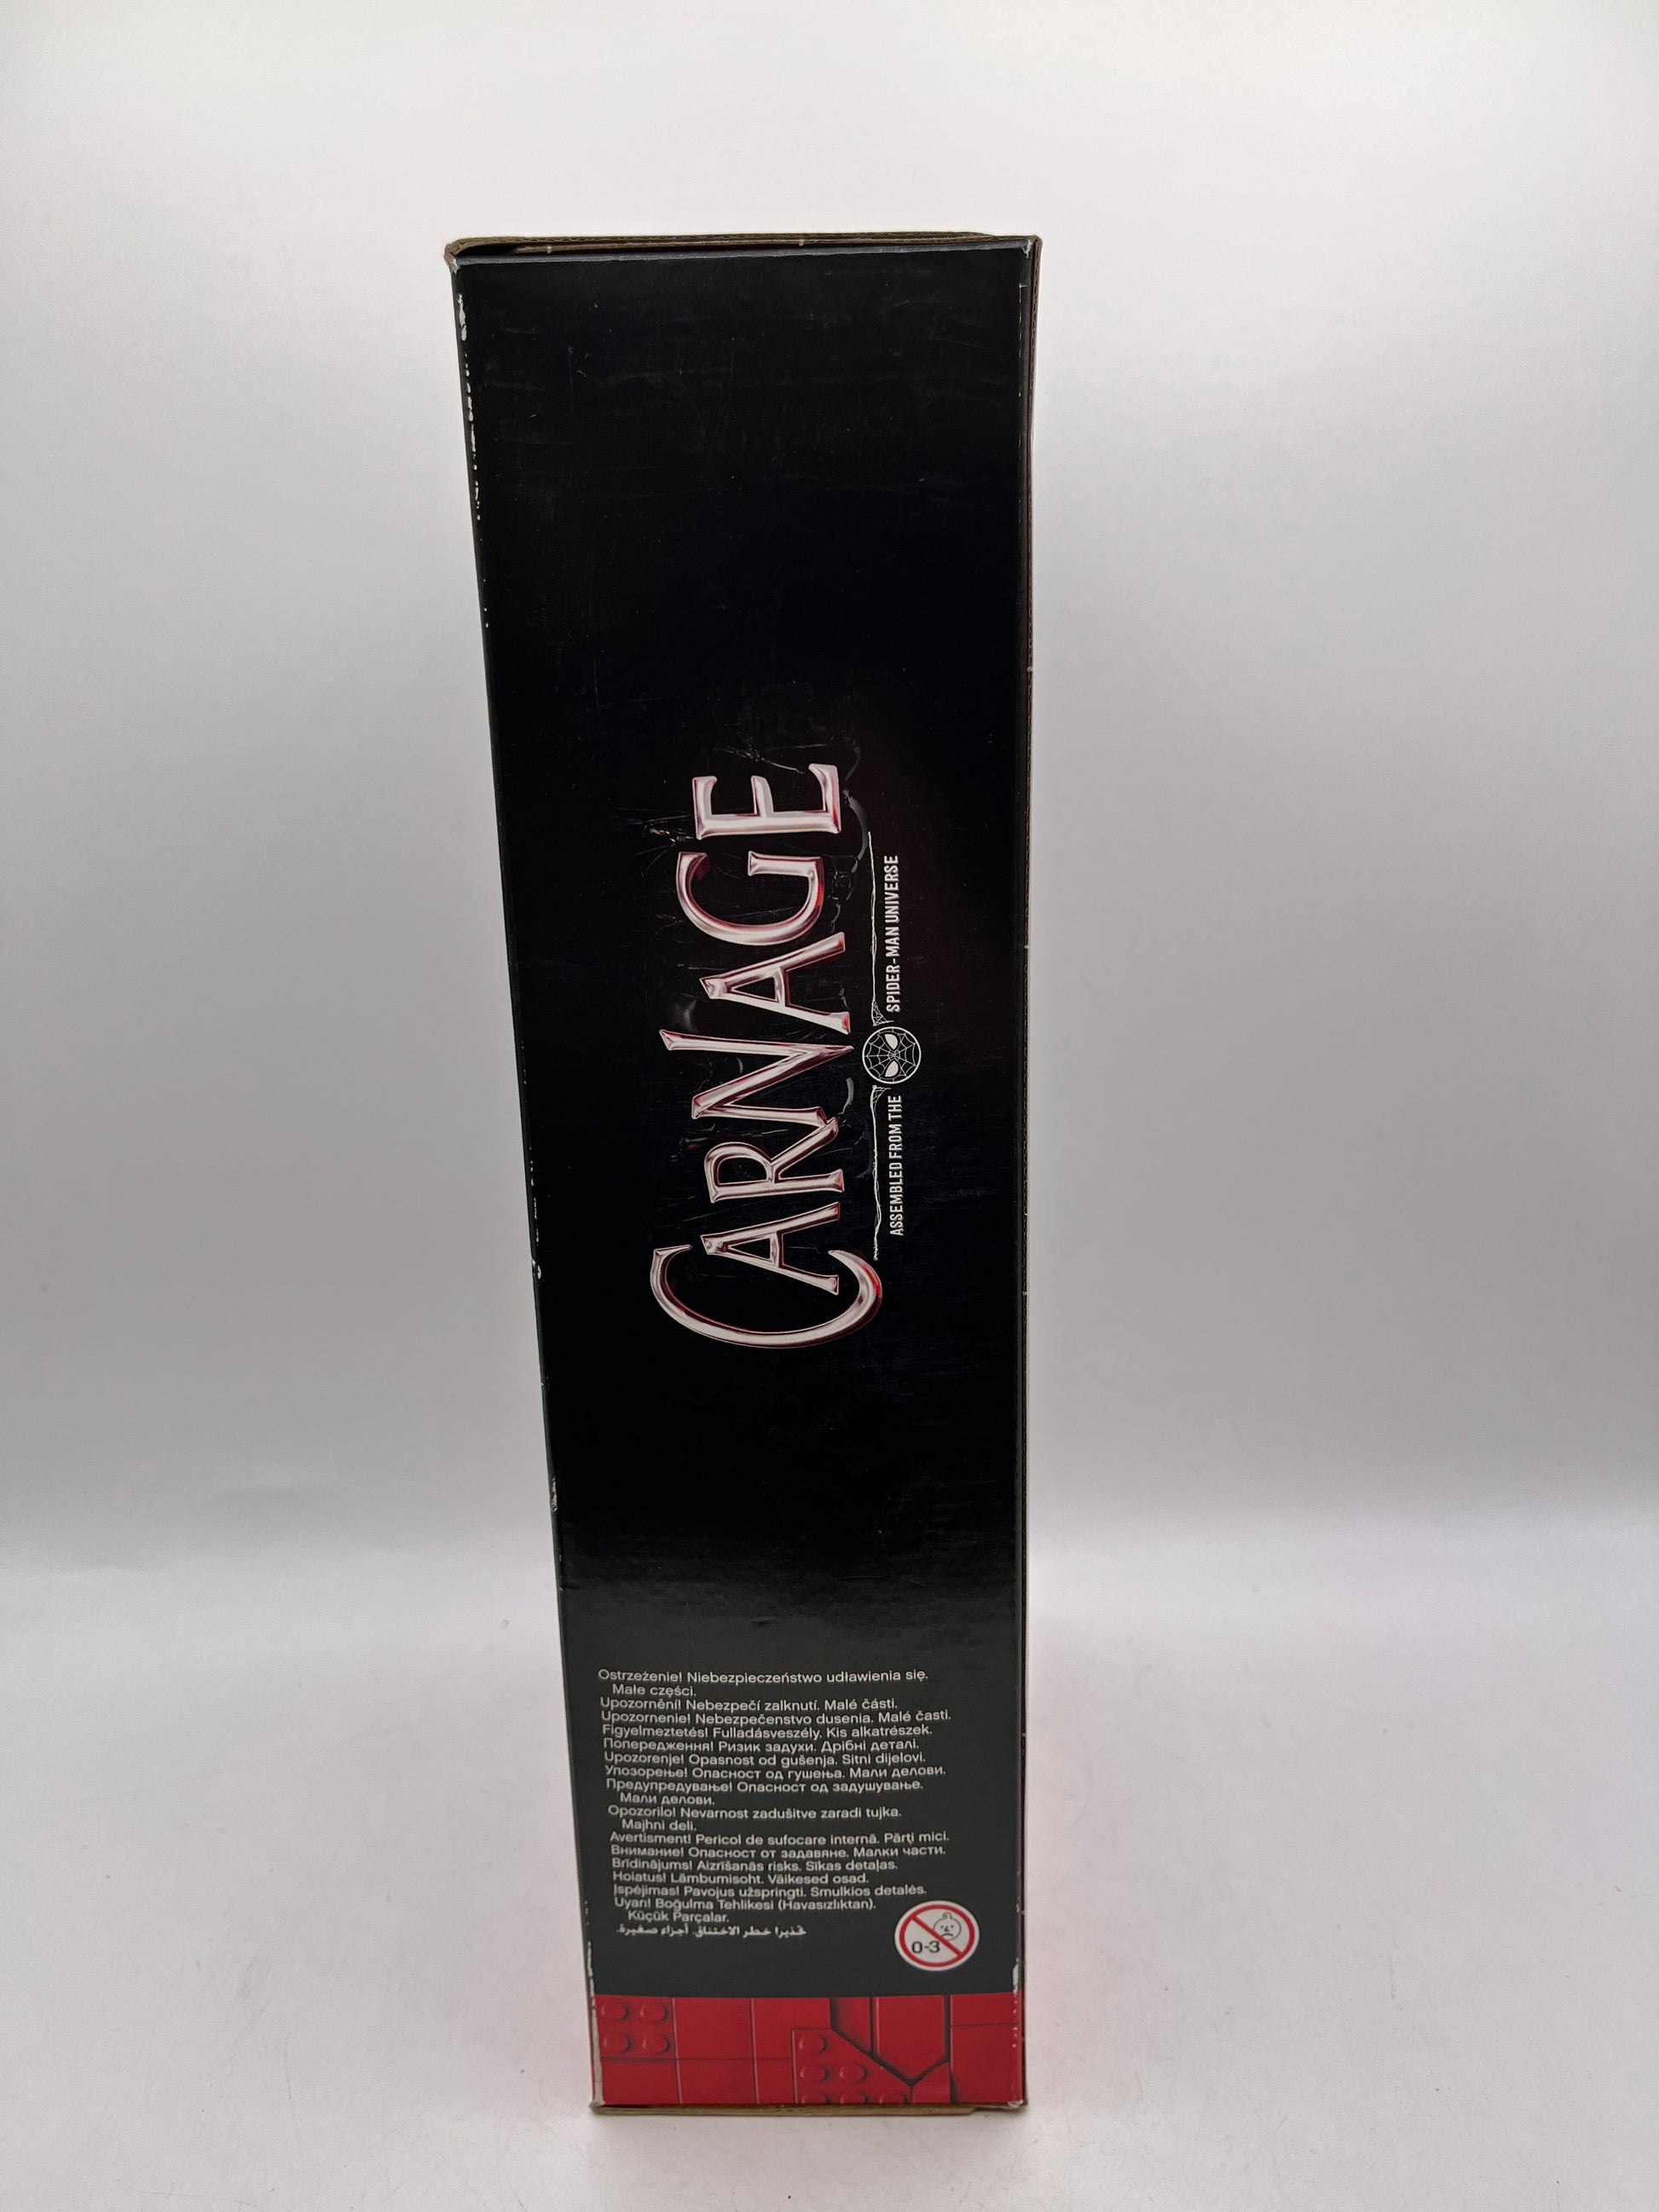 CARNAGE
ASSEMBLED FROM THE SPIDER-MAN UNIVERSE
Ostrzeżenie! Niebezpieczeństwo udławienia się.
Małe części.
Upozornění! Nebezpečí zalknutí. Malé části.
Upozornenie! Nebezpečenstvo dusenia. Malé časti.
Figyelmeztetés! Fulladásveszély. Kis alkatrészek.
Попередження! Ризик задухи. Дрібні деталі.
Upozorenje! Opasnost od gušenja. Sitni dijelovi.
Упозорење! Опасност од гушења. Мали делови.
Предупредување! Опасност од задушување.
Мали делови.
Opozorilo! Nevarnost zadušitve zaradi tujka.
Majhni deli.
Avertisment! Pericol de sufocare internă. Părți mici.
Внимание! Опасност от задавяне. Малки части.
Brīdinājums! Aizrīšanās risks. Sīkas detaļas.
Hoiatus! Lämbumisoht. Väikesed osad.
Įspėjimas! Pavojus užspringti. Smulkios detalės.
Uyarı! Boğulma Tehlikesi (Havasızlıktan).
Küçük Parçalar.
تحذير! خطر الاختناق. أجزاء صغيرة.
0-3